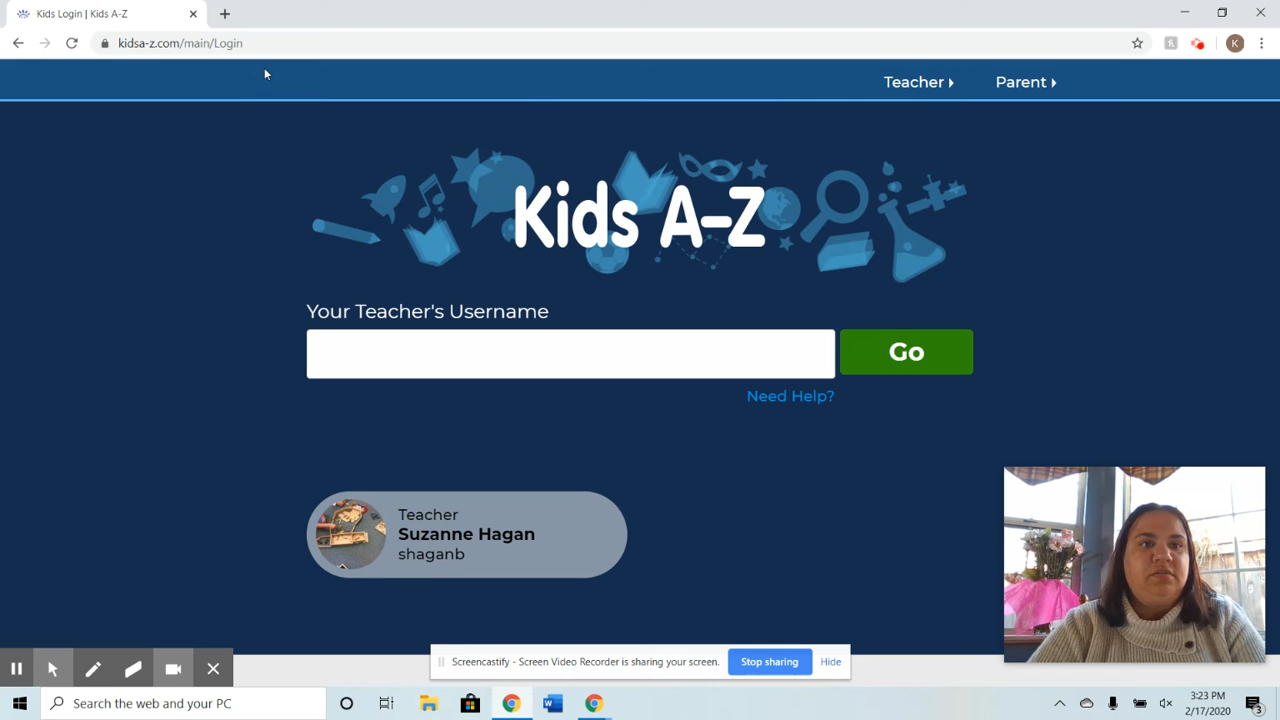 Kids Login | Kids A-Z
kidsa-z.com/main/Login
K
Teacher
Parent
Kids A-Z
Your Teacher's Username
Go
Need Help?
Teacher
Suzanne Hagan
shaganb
Screencastify - Screen Video Recorder is sharing your screen.
Stop sharing
Hide
Search the web and your PC
3:23 PM
2/17/2020
3